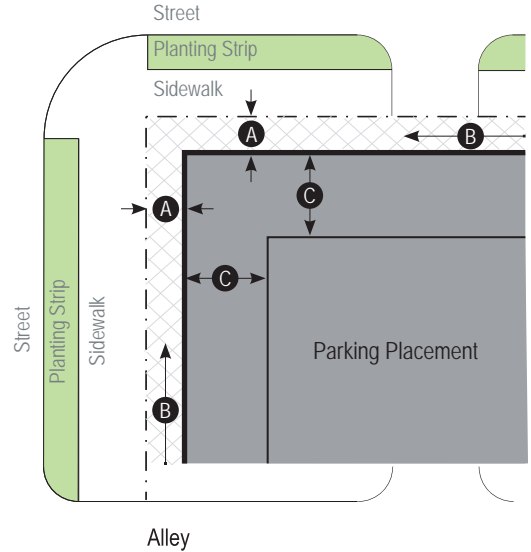 Street
Planting Strip
Sidewalk
A
B
C
A
C
Street
Planting Strip
Sidewalk
Parking Placement
B
Alley